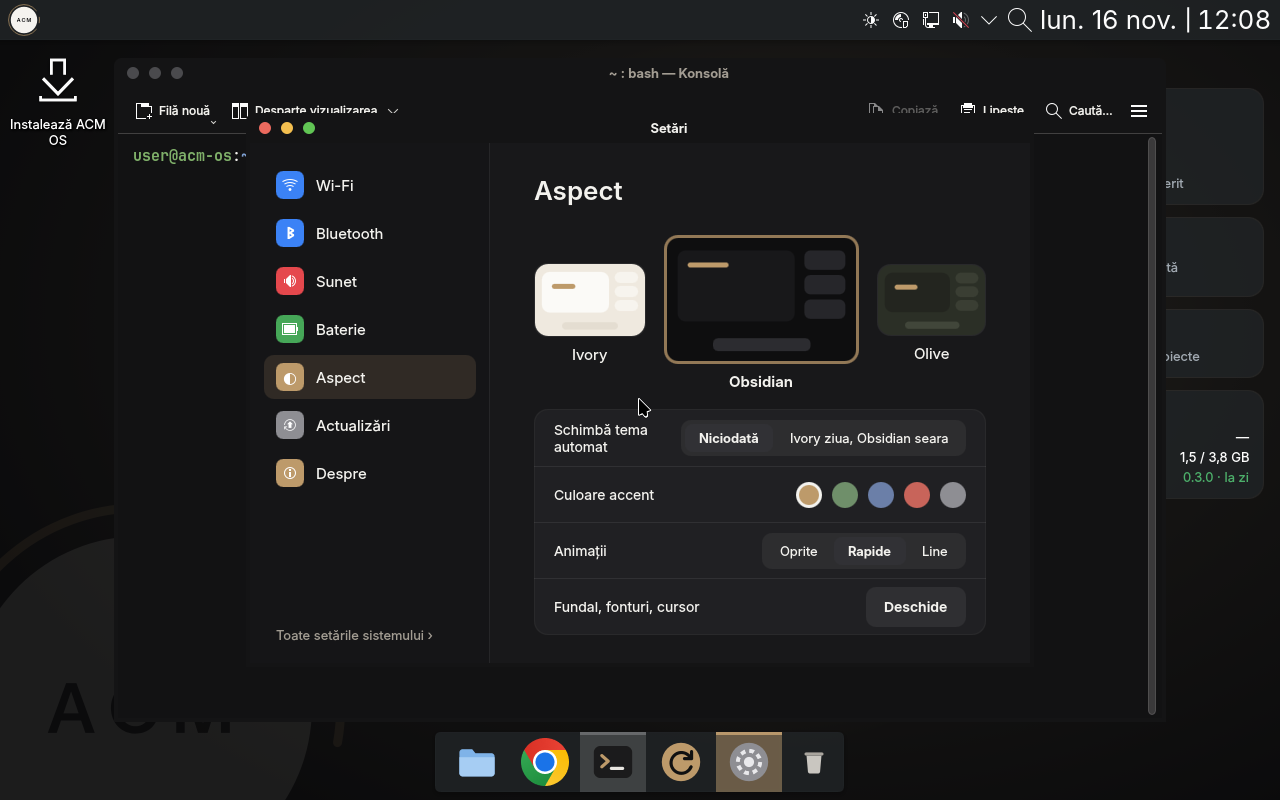 ACM
lun. 16 nov. | 12:08
Instalează ACM
OS
~ : bash — Konsolă
Filă nouă
Desparte vizualizarea
Copiază
Lipește
Caută...
user@acm-os:~
Setări
Wi-Fi
Bluetooth
Sunet
Baterie
Aspect
Actualizări
Despre
Toate setările sistemului ›
Aspect
Ivory
Obsidian
Olive
Schimbă tema
automat
Niciodată
Ivory ziua, Obsidian seara
Culoare accent
Animații
Oprite
Rapide
Line
Fundal, fonturi, cursor
Deschide
—
1,5 / 3,8 GB
0.3.0 · la zi
ACM